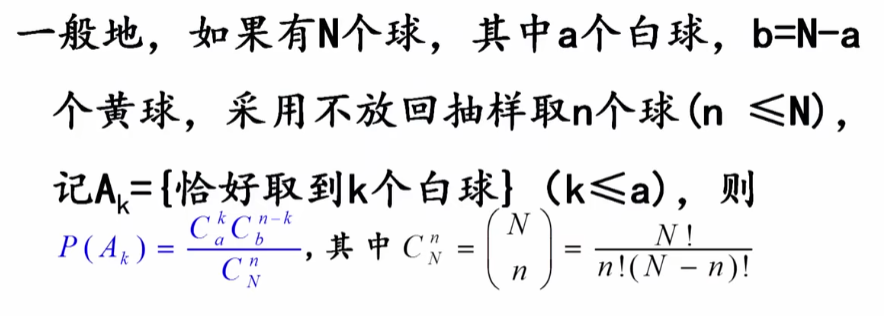 一般地，如果有N个球，其中a个白球，b=N-a
个黄球，采用不放回抽样取n个球(n ≤N)，
记Aₖ={恰好取到k个白球}（k≤a），则
$P(A_k)=\frac{C_a^k C_b^{n-k}}{C_N^n}$，其中 $C_N^n=\binom{N}{n}=\frac{N!}{n!(N-n)!}$